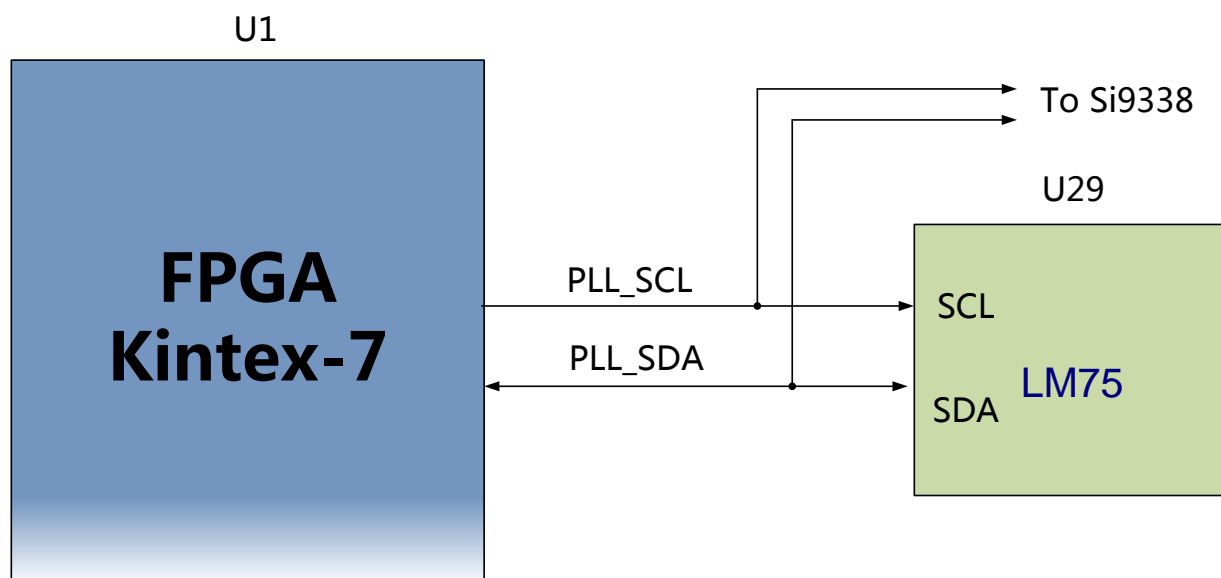 U1
To Si9338
U29
FPGA
Kintex-7
PLL_SCL
SCL
PLL_SDA
LM75
SDA